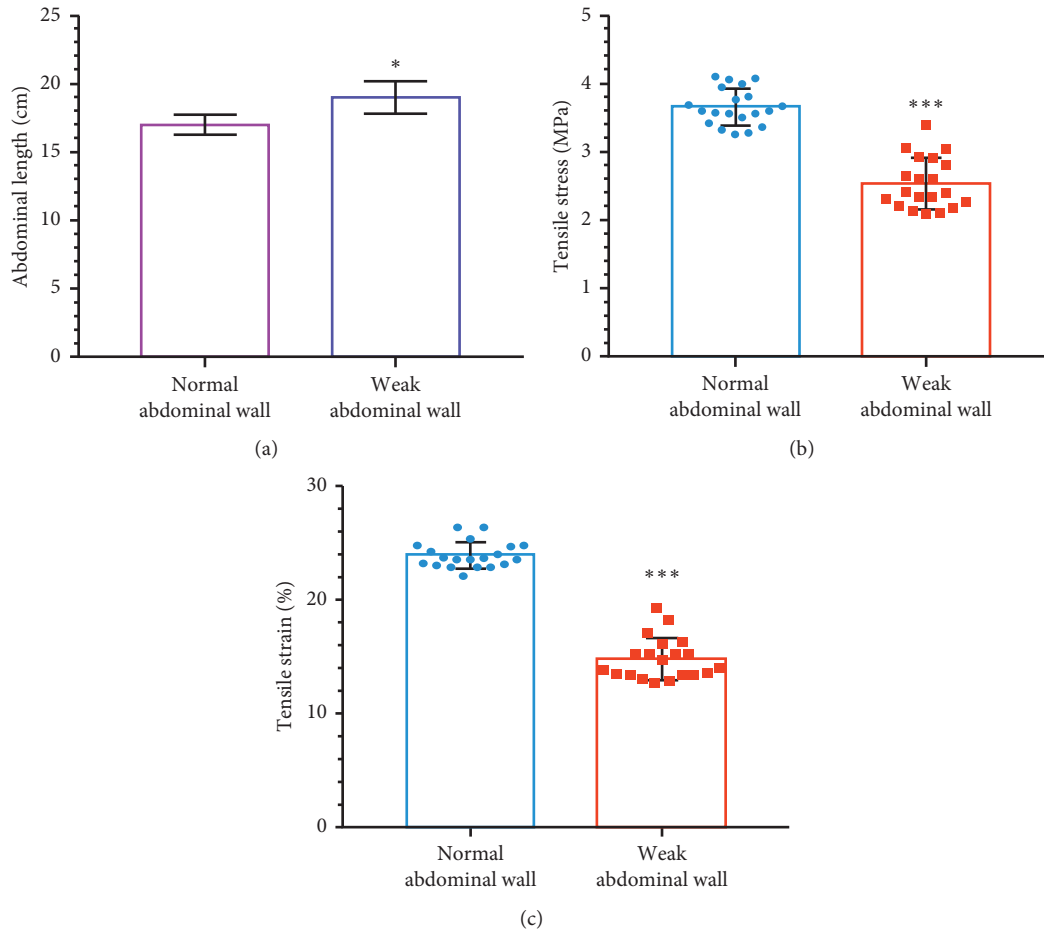 25
20
15
10
5
0
Abdominal length (cm)
*
Normal
abdominal wall
Weak
abdominal wall
(a)
5
4
3
2
1
0
Tensile stress (MPa)
***
Normal
abdominal wall
Weak
abdominal wall
(b)
30
20
10
0
Tensile strain (%)
***
Normal
abdominal wall
Weak
abdominal wall
(c)